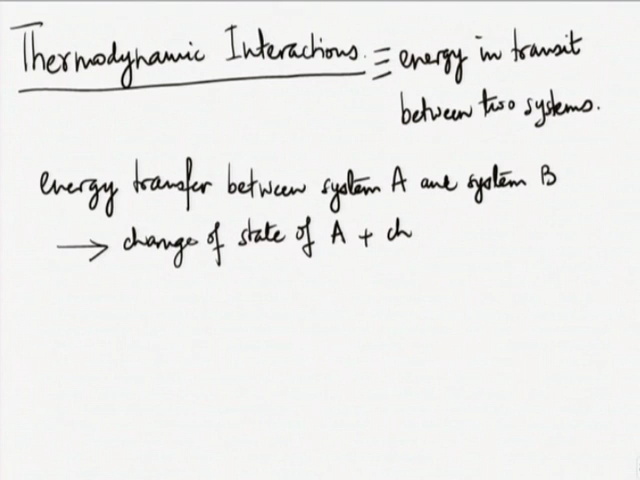 Thermodynamic Interactions ≡ energy in transit
between two systems.
energy transfer between system A and system B
→ change of state of A + ch